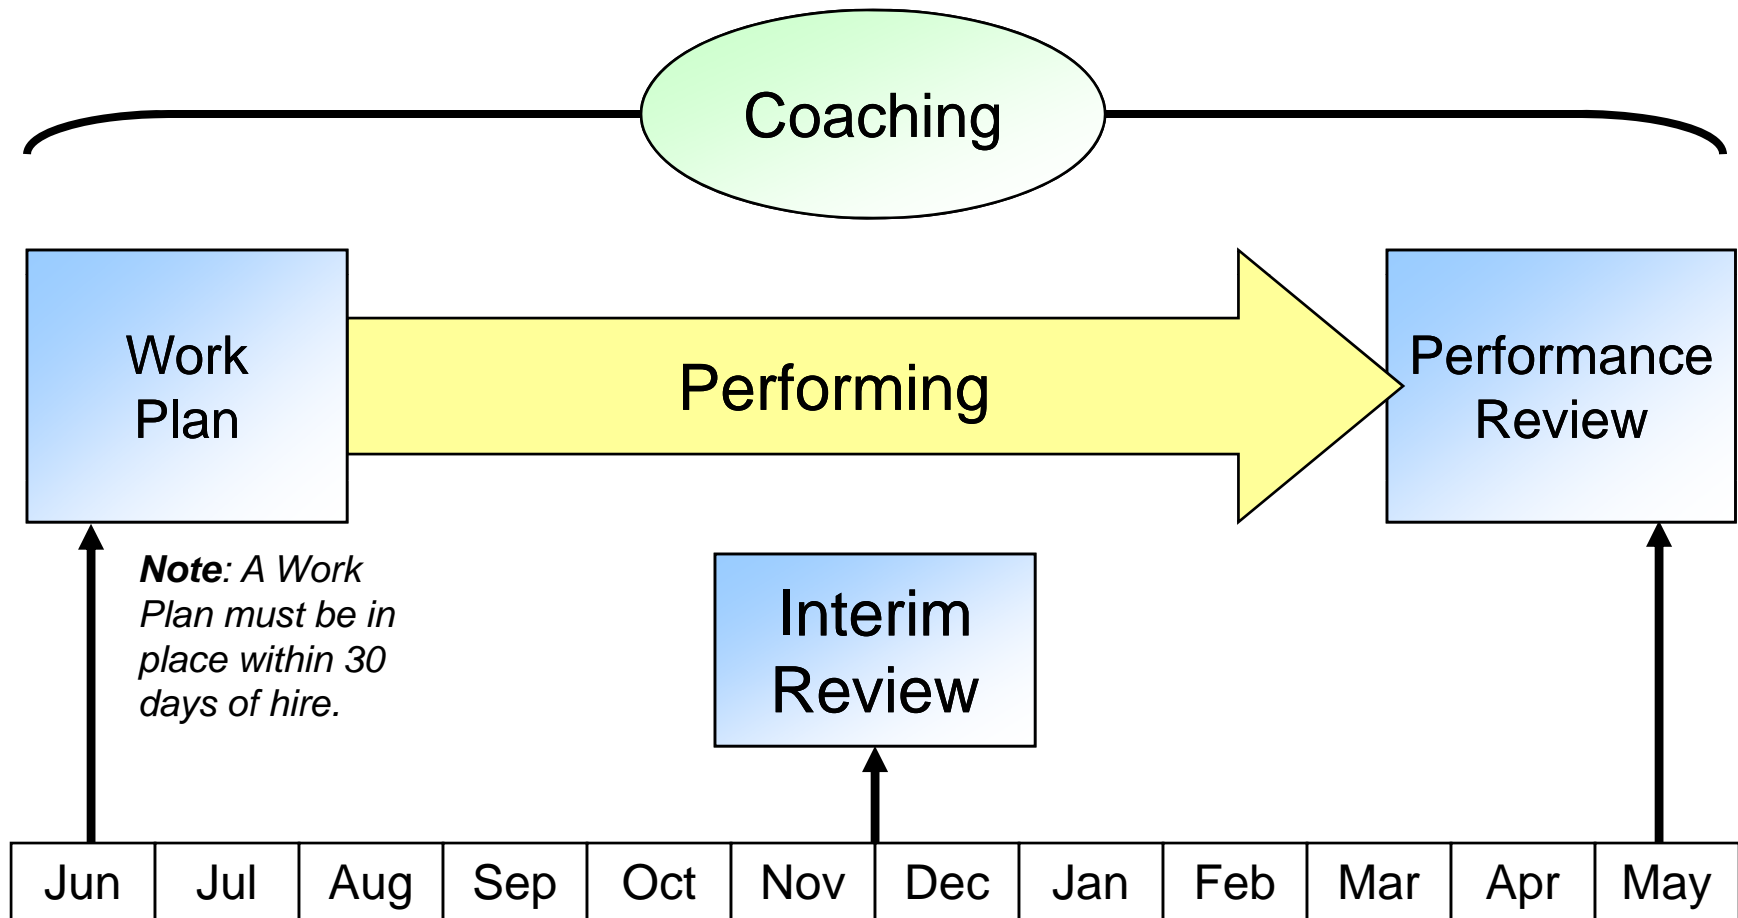 Coaching
Work
Plan
Performing
Performance
Review
Note: A Work
Plan must be in
place within 30
days of hire.
Interim
Review
Jun Jul Aug Sep Oct Nov Dec Jan Feb Mar Apr May